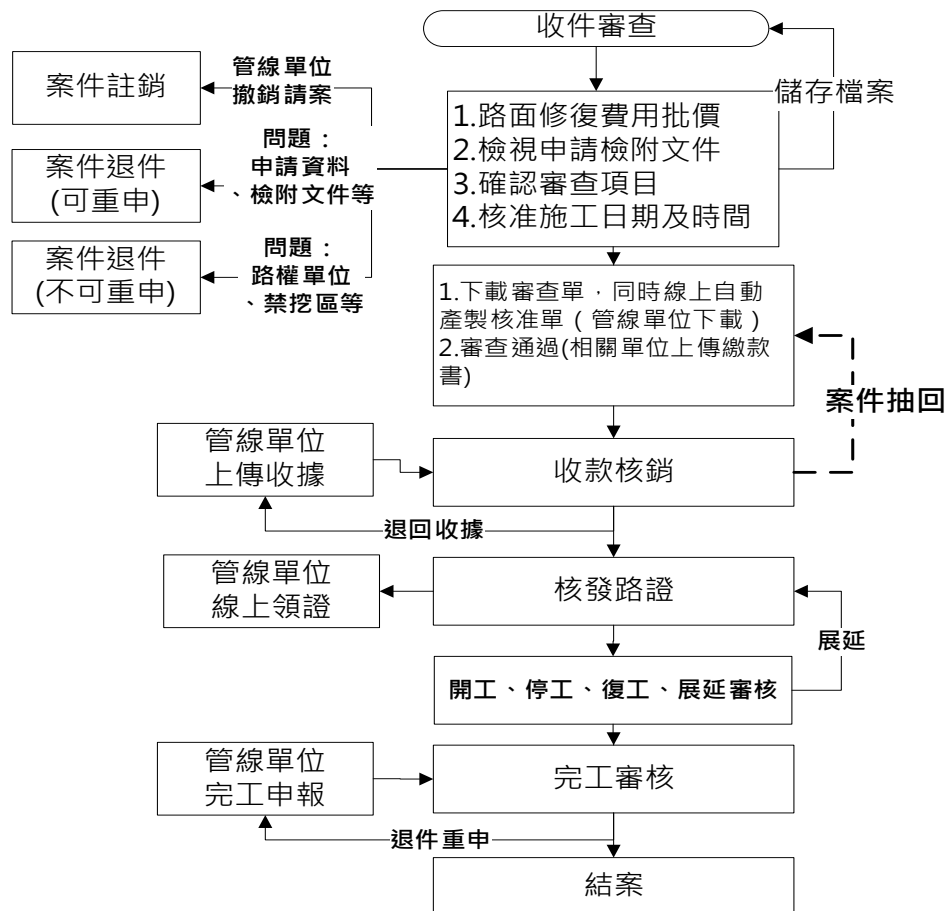 收件審查
案件註銷
管線單位
撤銷請案
儲存檔案
1.路面修復費用批價
2.檢視申請檢附文件
3.確認審查項目
4.核准施工日期及時間
問題：
申請資料
、檢附文件等
案件退件
(可重申)
問題：
路權單位
、禁挖區等
案件退件
(不可重申)
1.下載審查單，同時線上自動
產製核准單（管線單位下載）
2.審查通過(相關單位上傳繳款
書)
案件抽回
管線單位
上傳收據
收款核銷
退回收據
管線單位
線上領證
核發路證
展延
開工、停工、復工、展延審核
管線單位
完工申報
完工審核
退件重申
結案